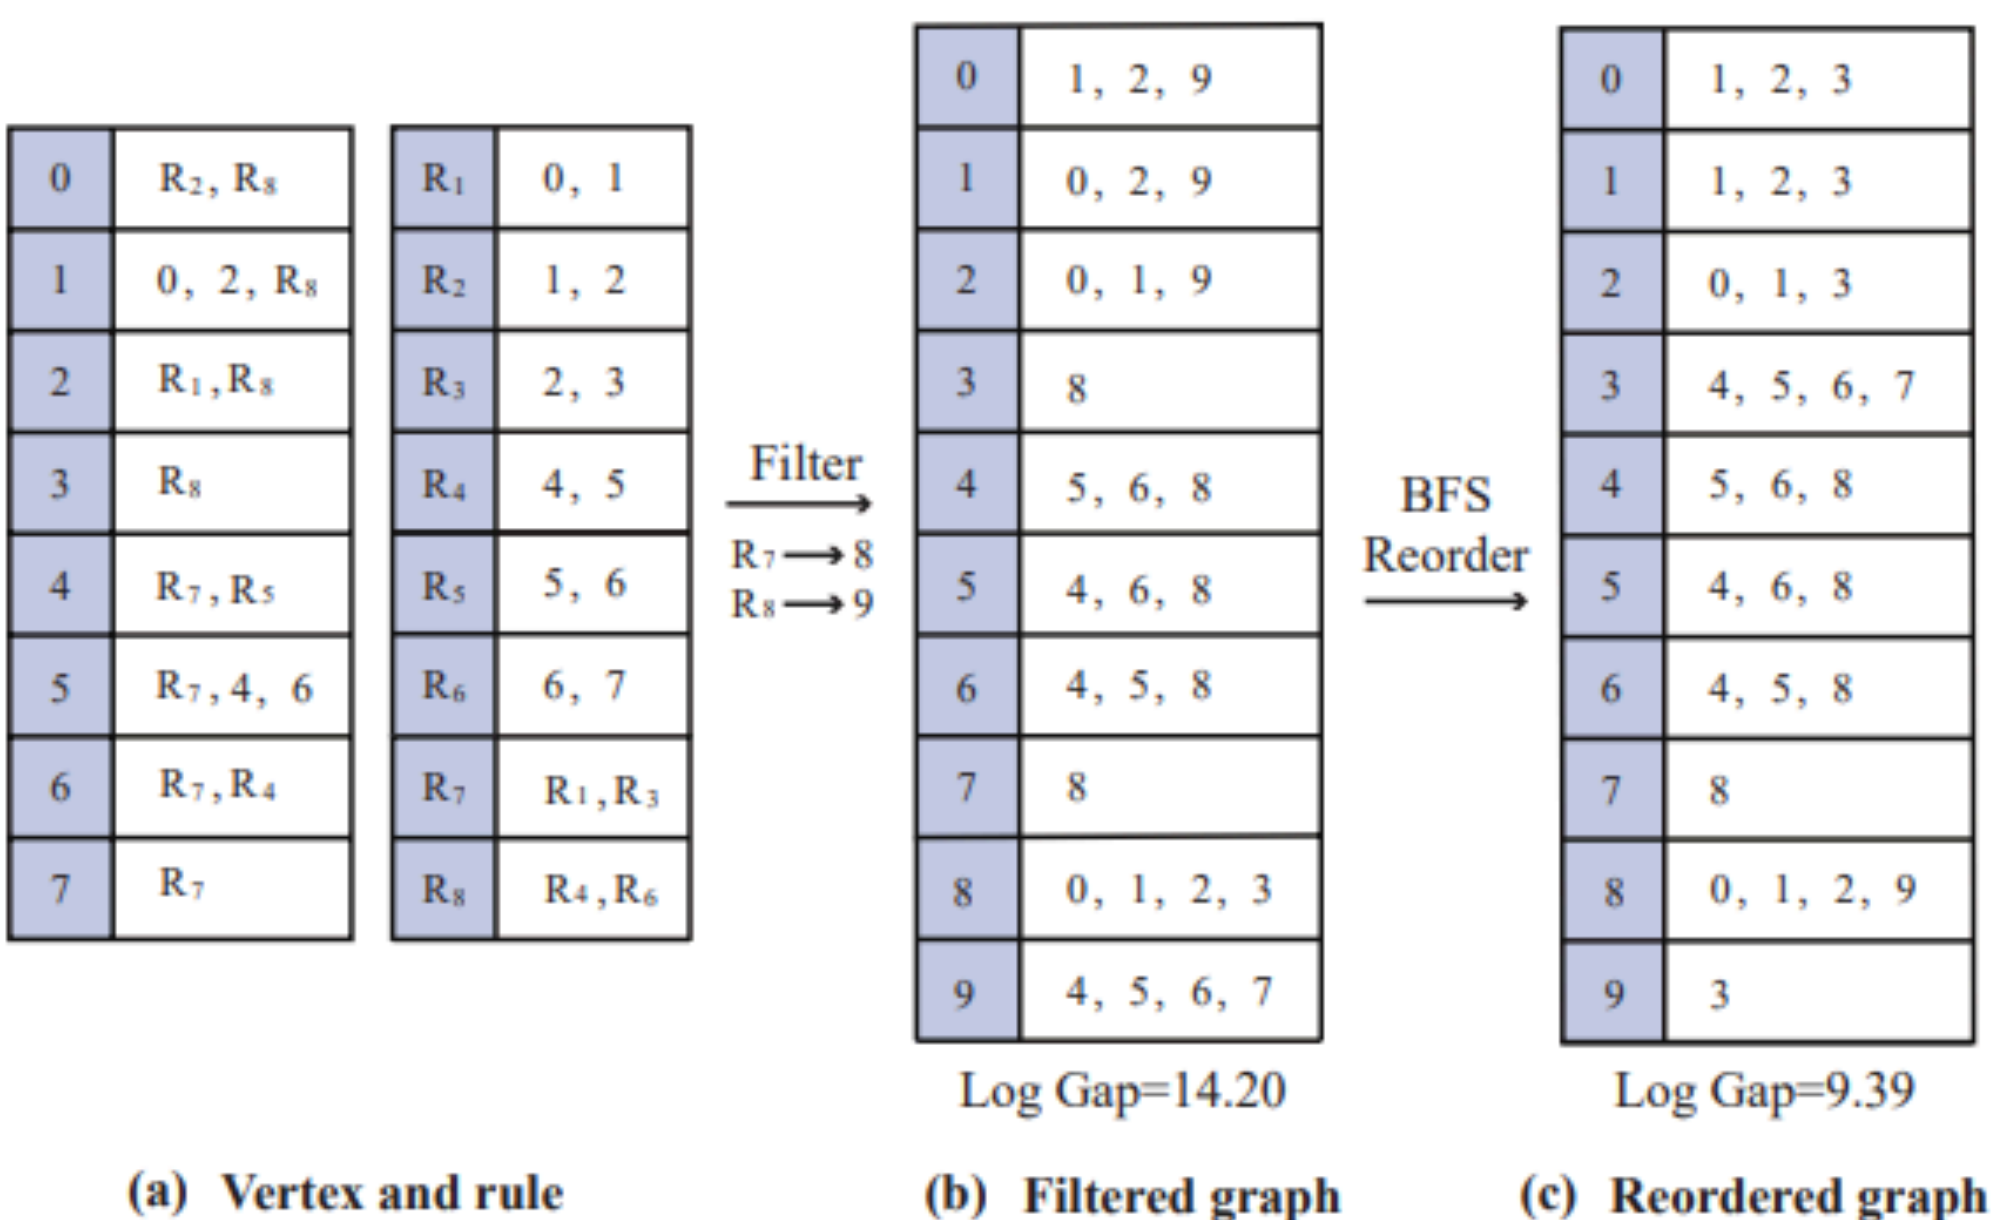 0 R₂, R₈
1 0, 2, R₈
2 R₁, R₈
3 R₈
4 R₇, R₅
5 R₇, 4, 6
6 R₇, R₄
7 R₇
R₁ 0, 1
R₂ 1, 2
R₃ 2, 3
R₄ 4, 5
R₅ 5, 6
R₆ 6, 7
R₇ R₁, R₃
R₈ R₄, R₆
(a) Vertex and rule
Filter
R₇ → 8
R₈ → 9
0 1, 2, 9
1 0, 2, 9
2 0, 1, 9
3 8
4 5, 6, 8
5 4, 6, 8
6 4, 5, 8
7 8
8 0, 1, 2, 3
9 4, 5, 6, 7
Log Gap=14.20
(b) Filtered graph
BFS
Reorder
0 1, 2, 3
1 1, 2, 3
2 0, 1, 3
3 4, 5, 6, 7
4 5, 6, 8
5 4, 6, 8
6 4, 5, 8
7 8
8 0, 1, 2, 9
9 3
Log Gap=9.39
(c) Reordered graph